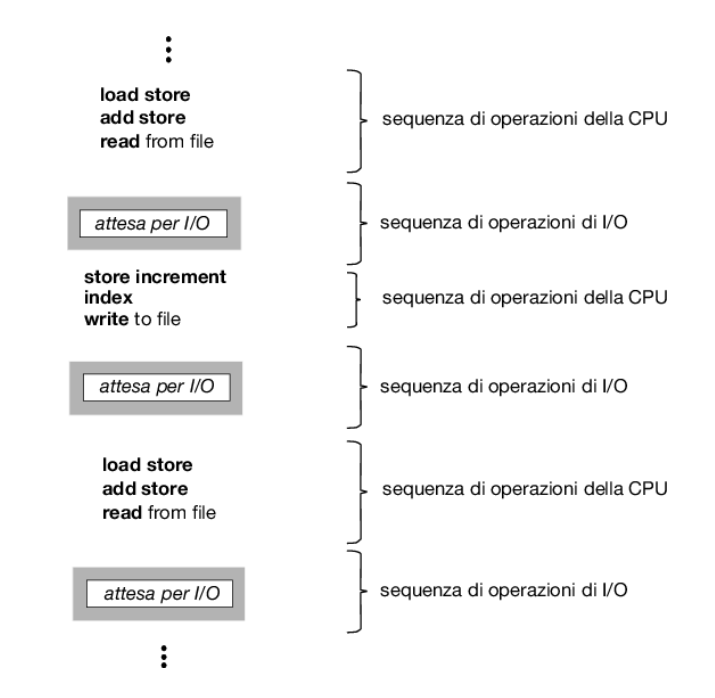 load store
add store
read from file
sequenza di operazioni della CPU
attesa per I/O
sequenza di operazioni di I/O
store increment
index
write to file
sequenza di operazioni della CPU
attesa per I/O
sequenza di operazioni di I/O
load store
add store
read from file
sequenza di operazioni della CPU
attesa per I/O
sequenza di operazioni di I/O